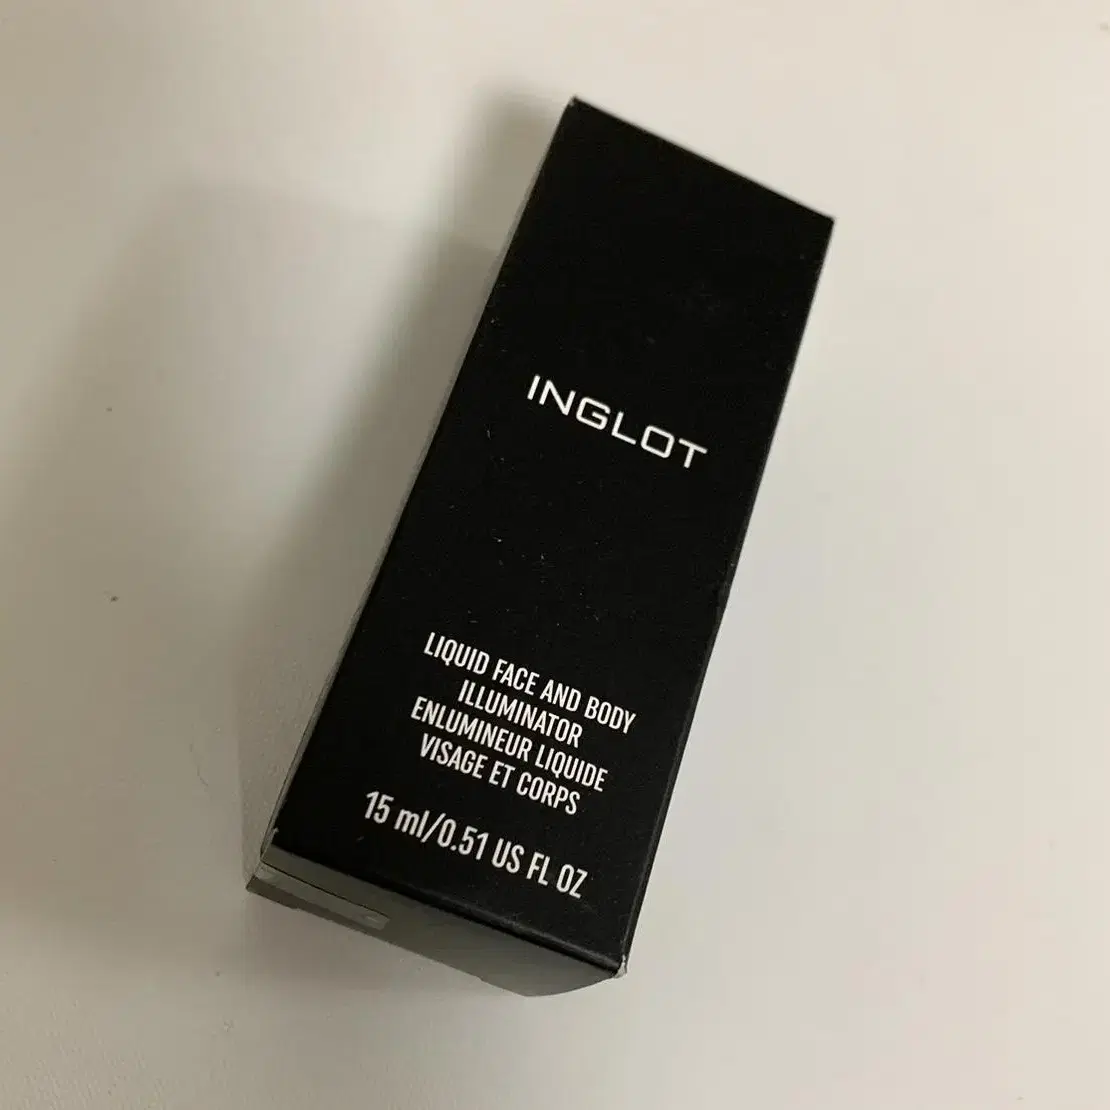 INGLOT
LIQUID FACE AND BODY
ILLUMINATOR
ENLUMINEUR LIQUIDE
VISAGE ET CORPS
15 ml/0.51 US FL OZ